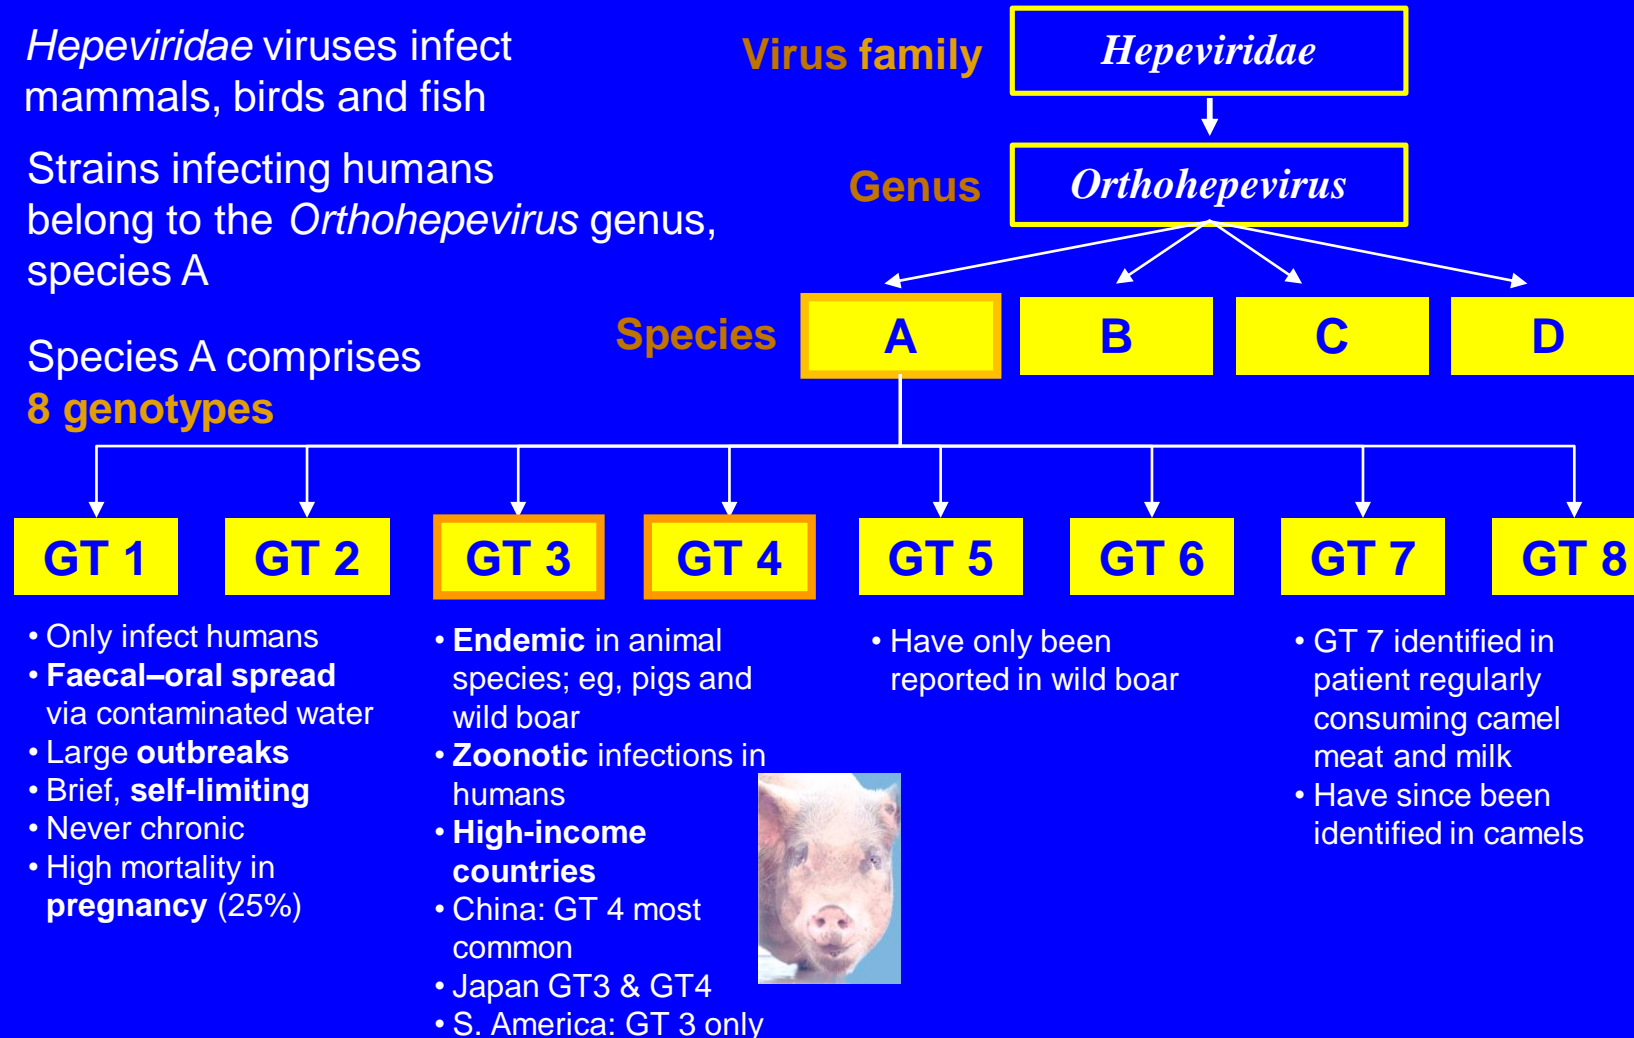 Hepeviridae viruses infect
mammals, birds and fish
Strains infecting humans
belong to the Orthohepevirus genus,
species A
Species A comprises
8 genotypes
Virus family
Hepeviridae
Genus
Orthohepevirus
Species
A
B
C
D
GT 1
GT 2
GT 3
GT 4
GT 5
GT 6
GT 7
GT 8
• Only infect humans
• Faecal–oral spread
via contaminated water
• Large outbreaks
• Brief, self-limiting
• Never chronic
• High mortality in
pregnancy (25%)
• Endemic in animal
species; eg, pigs and
wild boar
• Zoonotic infections in
humans
• High-income
countries
• China: GT 4 most
common
• Japan GT3 & GT4
• S. America: GT 3 only
• Have only been
reported in wild boar
• GT 7 identified in
patient regularly
consuming camel
meat and milk
• Have since been
identified in camels